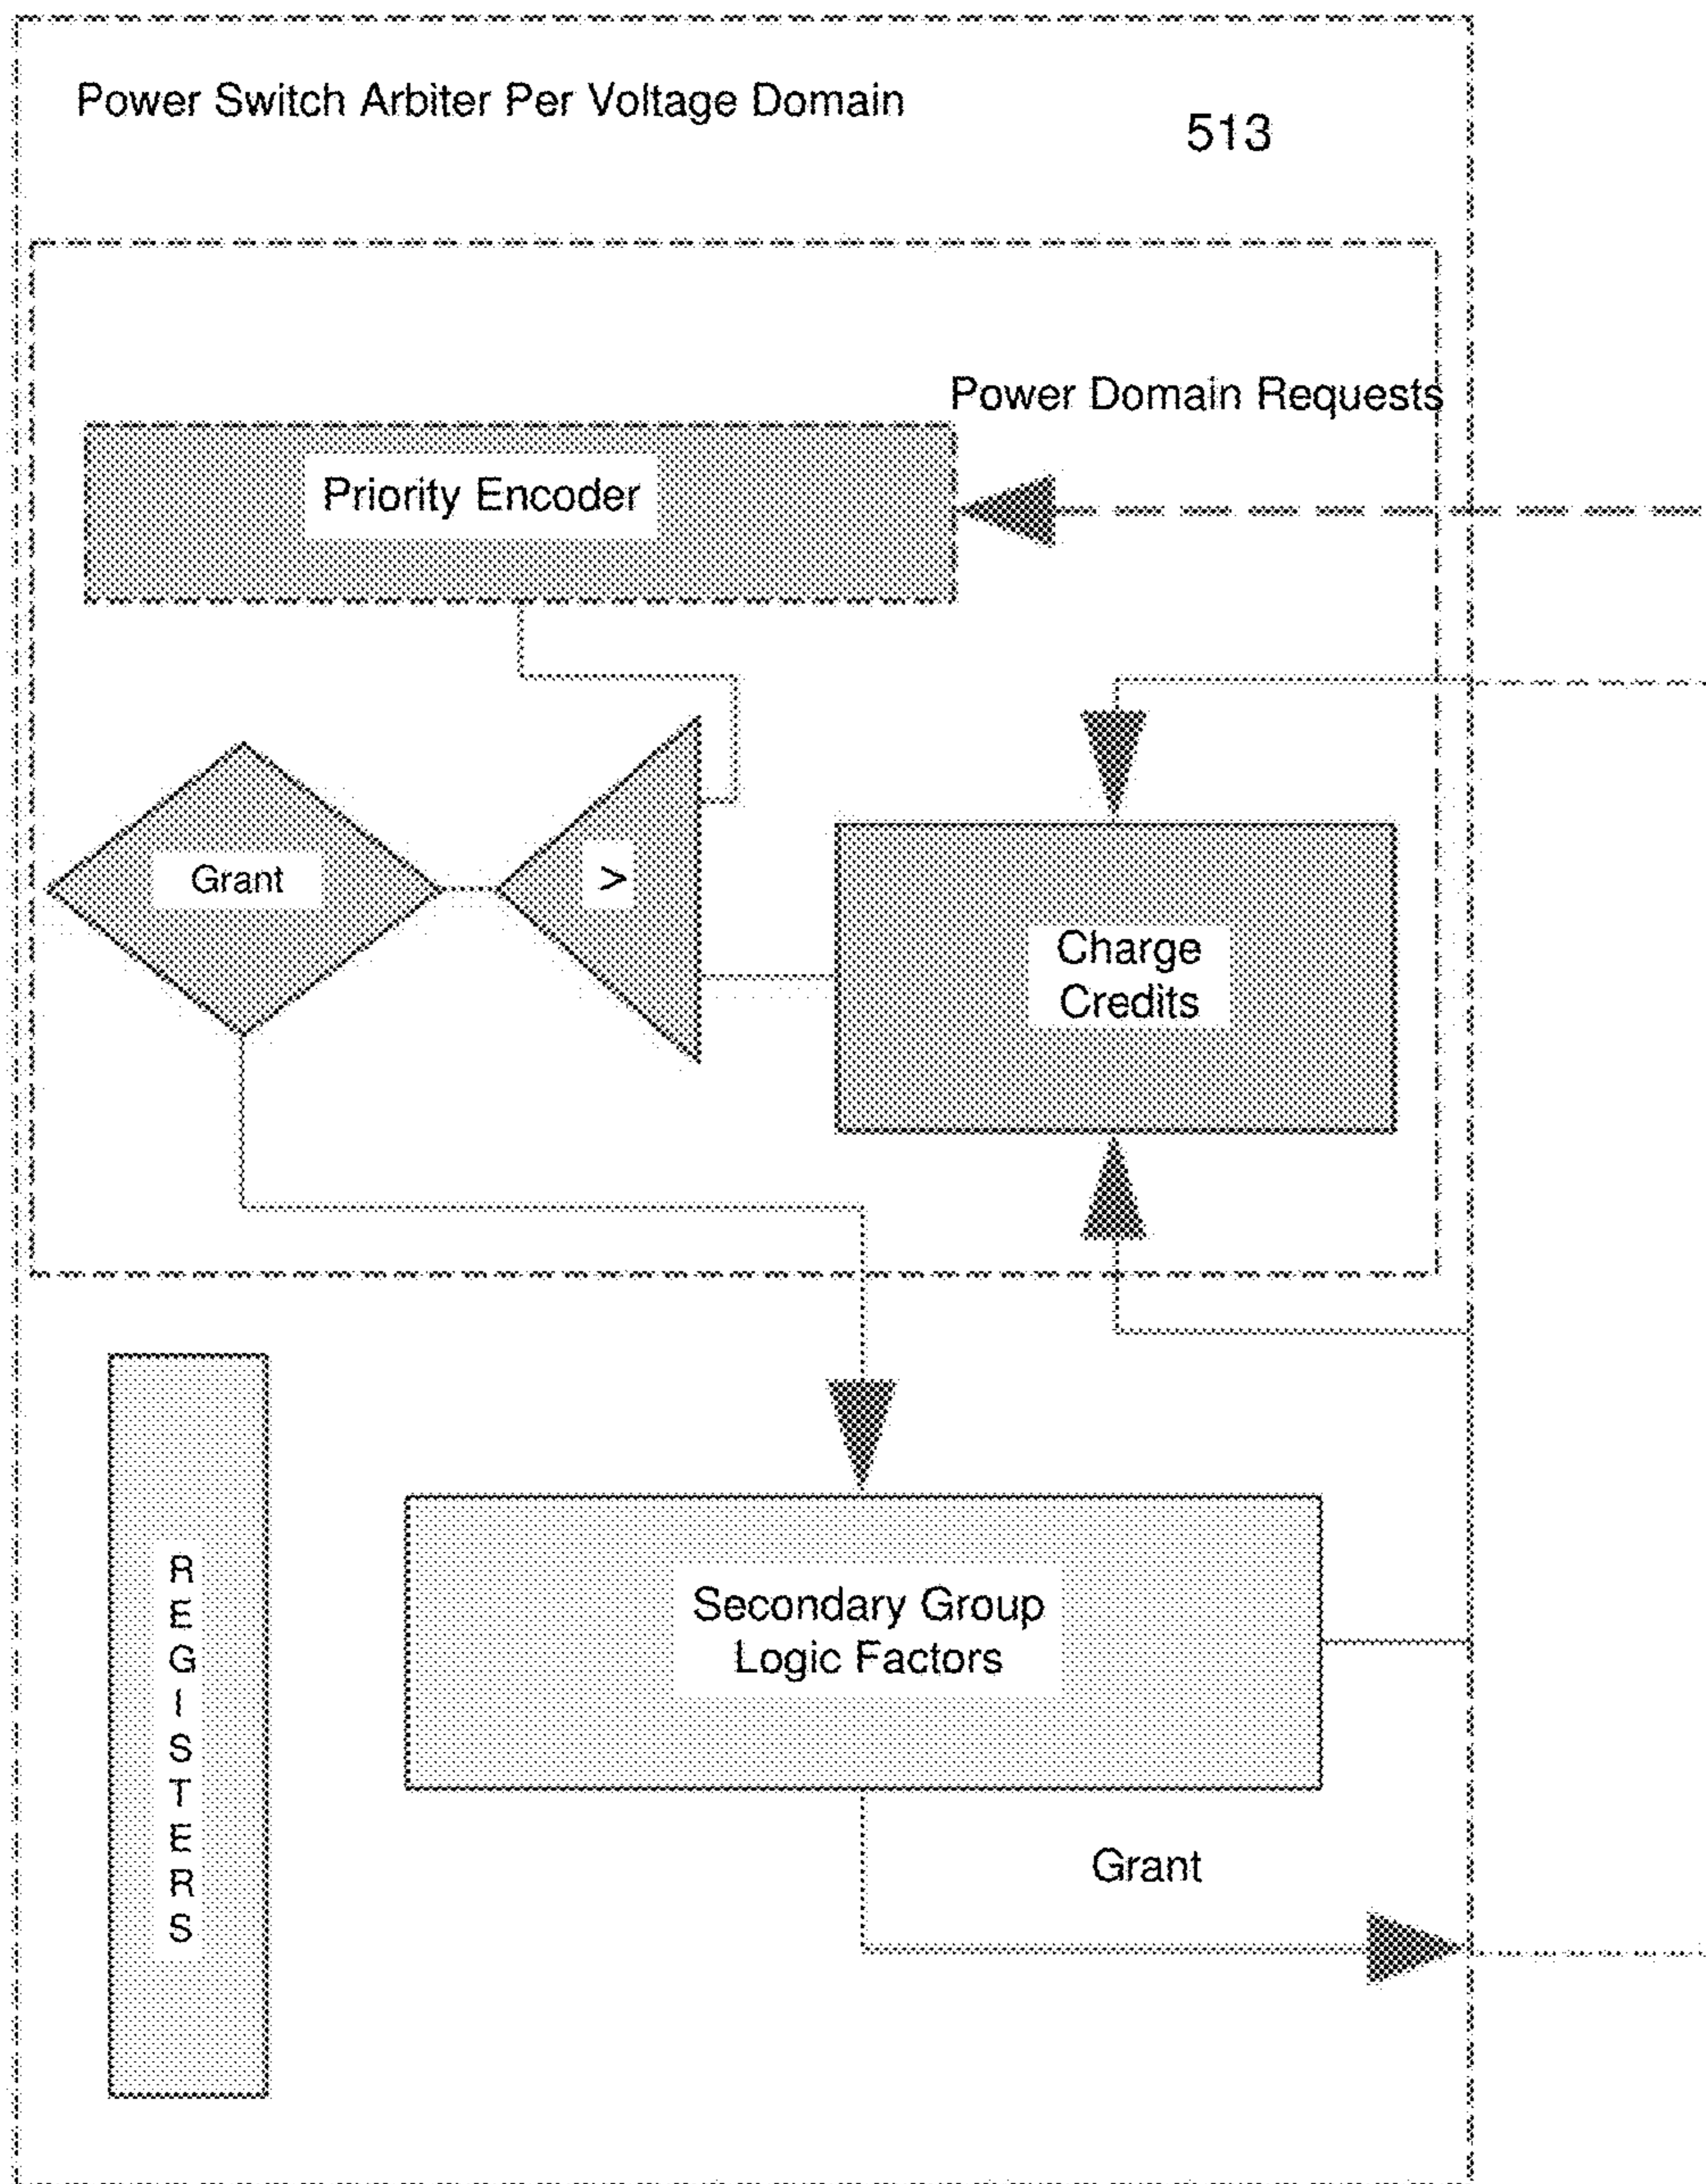 Power Switch Arbiter Per Voltage Domain
513
Power Domain Requests
Priority Encoder
Grant
>
Charge
Credits
R
E
G
I
S
T
E
R
S
Secondary Group
Logic Factors
Grant